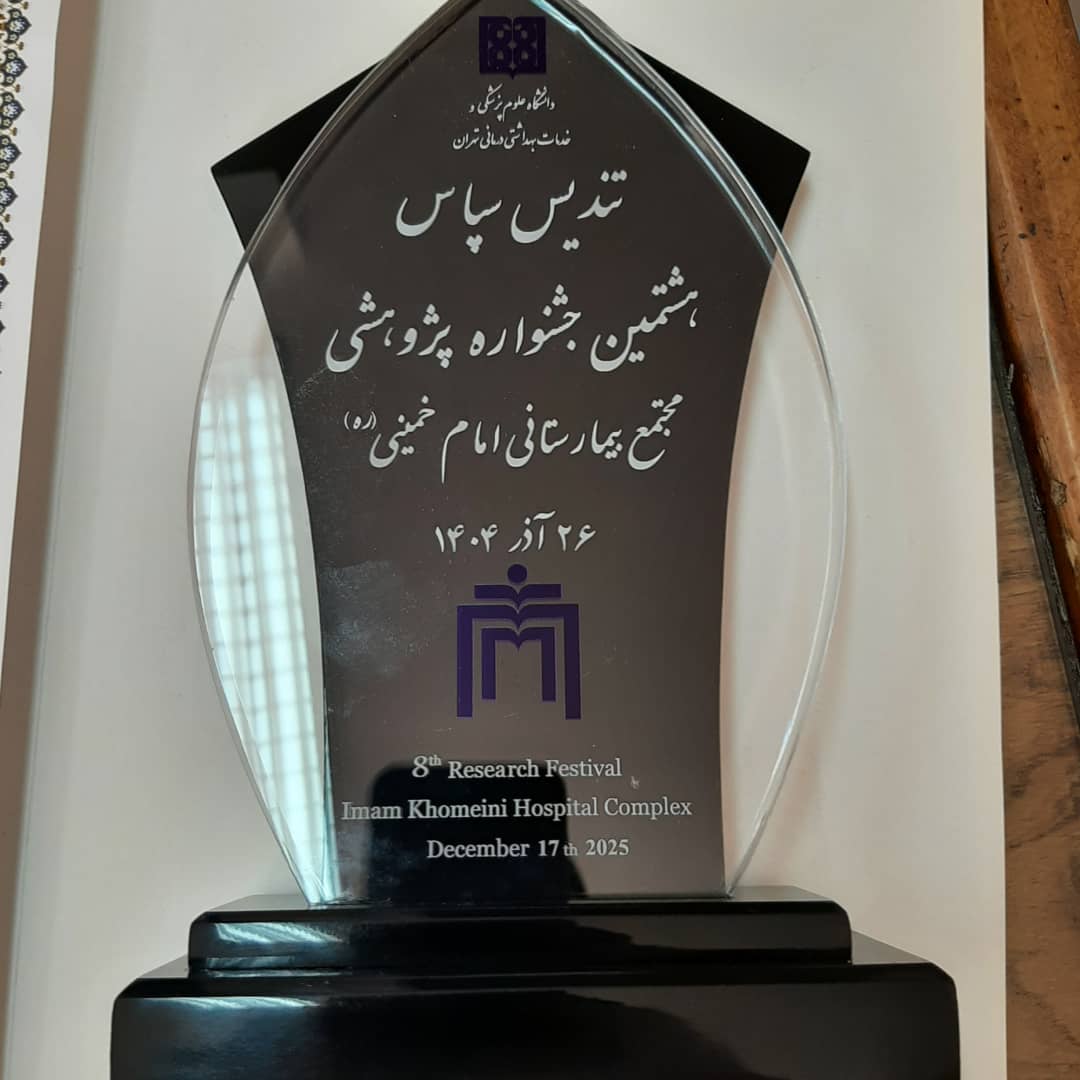 دانشگاه علوم پزشکی و
خدمات بهداشتی درمانی تهران
تندیس سپاس
هشتمین جشنواره پژوهشی
مجتمع بیمارستانی امام خمینی (ره)
۲۶ آذر ۱۴۰۴
8th Research Festival
Imam Khomeini Hospital Complex
December 17th 2025